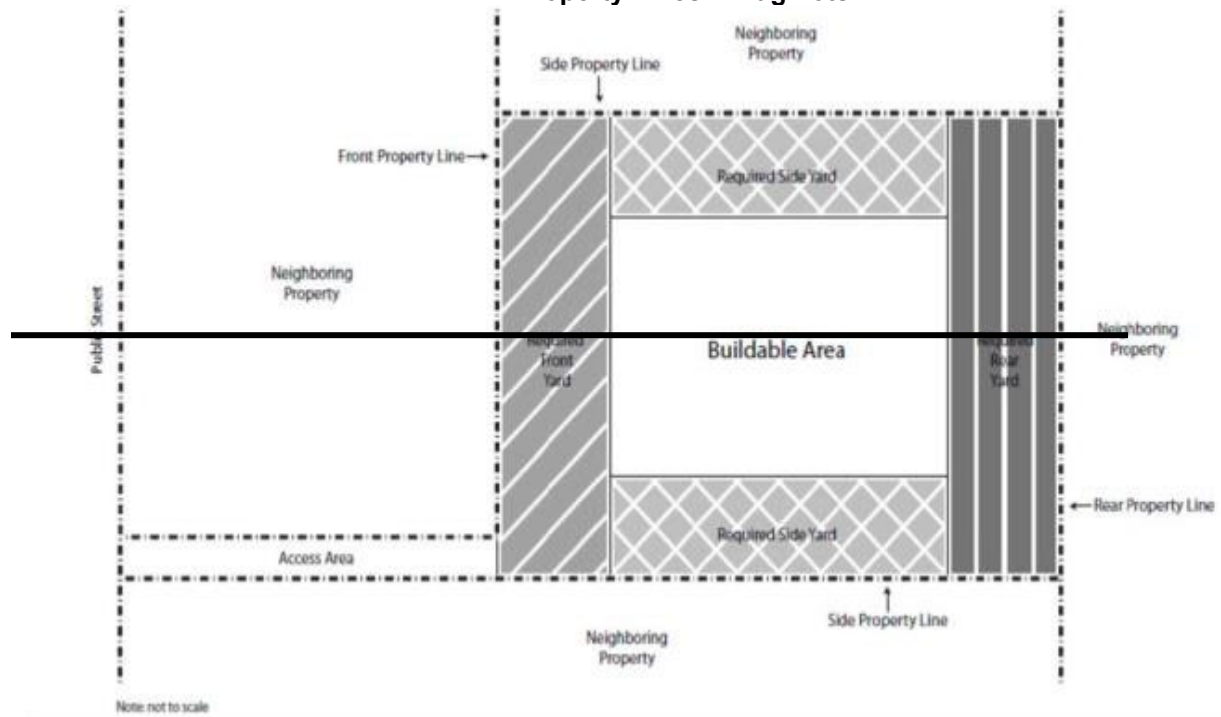 Neighboring
Property
Side Property Line
Front Property Line
Required Side Yard
Neighboring
Property
Public Street
Required
Front
Yard
Buildable Area
Required
Rear
Yard
Neighboring
Property
Rear Property Line
Required Side Yard
Access Area
Side Property Line
Neighboring
Property
Note: not to scale